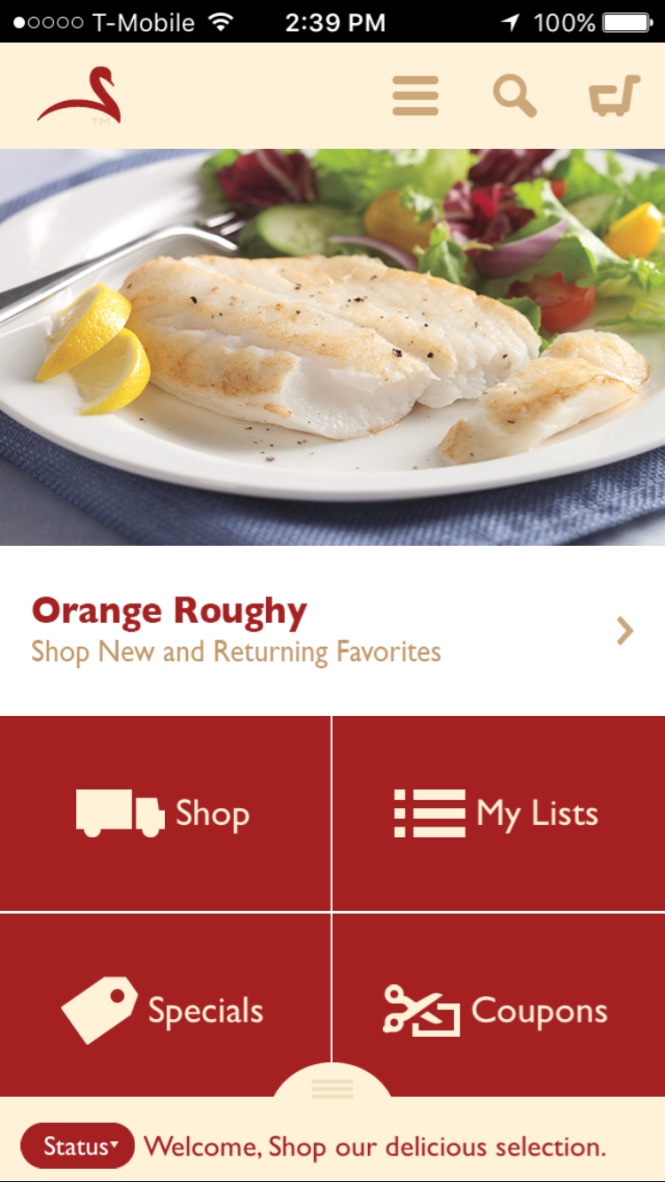 T-Mobile 2:39 PM 100%
TM
Orange Roughy
Shop New and Returning Favorites
Shop
My Lists
Specials
Coupons
Status Welcome, Shop our delicious selection.